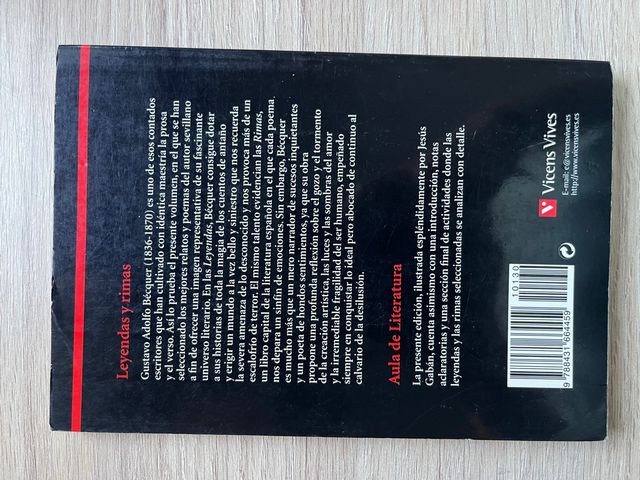 Leyendas y rimas
Gustavo Adolfo Bécquer (1836-1870) es uno de esos contados
escritores que han cultivado con idéntica maestría la prosa
y el verso. Así lo prueba el presente volumen, en el que se han
seleccionado los mejores relatos y poemas del autor sevillano
a fin de ofrecer una imagen representativa de su fascinante
universo literario. En las Leyendas, Bécquer consigue dotar
a sus historias de toda la magia de los cuentos de antaño
y erigir un mundo a la vez bello y siniestro que nos recuerda
la severa amenaza de lo desconocido y nos provoca más de un
escalofrío de terror. El mismo talento evidencian las Rimas,
un libro capital de la literatura española en el que cada poema
nos depara un sinfín de emociones. Sin embargo, Bécquer
es mucho más que un mero narrador de sucesos inquietantes
y un poeta de hondos sentimientos, ya que su obra
propone una profunda reflexión sobre el gozo y el tormento
de la creación artística, las luces y las sombras del amor
y la irremediable fragilidad del ser humano, empeñado
siempre en conquistar lo ideal pero abocado de continuo al
calvario de la desilusión.
Aula de Literatura
La presente edición, ilustrada espléndidamente por Jesús
Gabán, cuenta asimismo con una introducción, notas
aclaratorias y una sección final de actividades donde las
leyendas y las rimas seleccionadas se analizan con detalle.
Vicens Vives
E-mail: e@vicensvives.es
http://www.vicensvives.es
10130
9 788431 664459